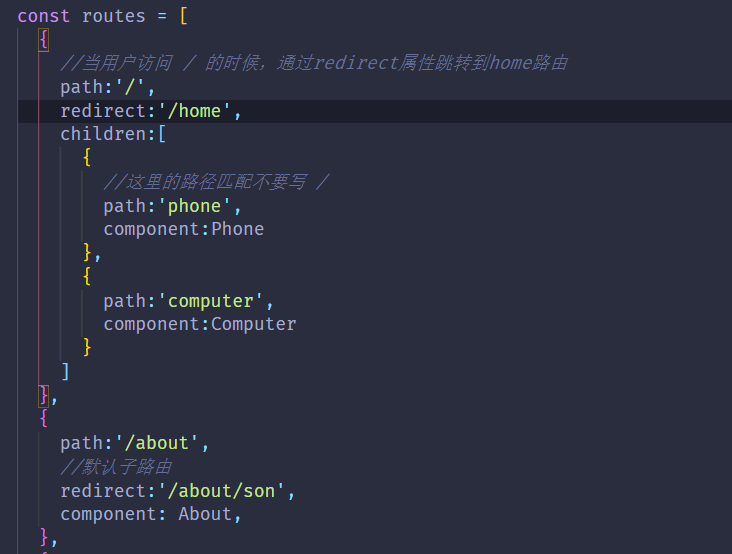 const routes = [
{
//当用户访问 / 的时候，通过redirect属性跳转到home路由
path:'/',
redirect:'/home',
children:[
{
//这里的路径匹配不要写 /
path:'phone',
component:Phone
},
{
path:'computer',
component:Computer
}
]
},
{
path:'/about',
//默认子路由
redirect:'/about/son',
component: About,
},